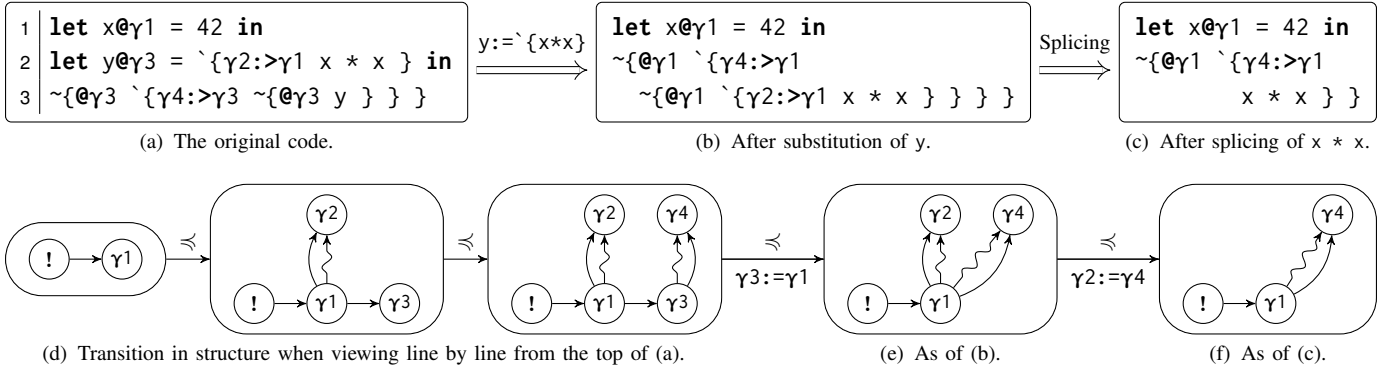 1 let x@γ1 = 42 in
2 let y@γ3 = `{γ2:>γ1 x * x } in
3 ~{@γ3 `{γ4:>γ3 ~{@γ3 y } } }
y:=`{x*x}
let x@γ1 = 42 in
~{@γ1 `{γ4:>γ1
~{@γ1 `{γ2:>γ1 x * x } } } }
Splicing
let x@γ1 = 42 in
~{@γ1 `{γ4:>γ1
x * x } }
(a) The original code.
(b) After substitution of y.
(c) After splicing of x * x.
! γ1
≼
γ2
! γ1 γ3
≼
γ2 γ4
! γ1 γ3
≼
γ3:=γ1
γ2 γ4
! γ1
≼
γ2:=γ4
γ4
! γ1
(d) Transition in structure when viewing line by line from the top of (a).
(e) As of (b).
(f) As of (c).